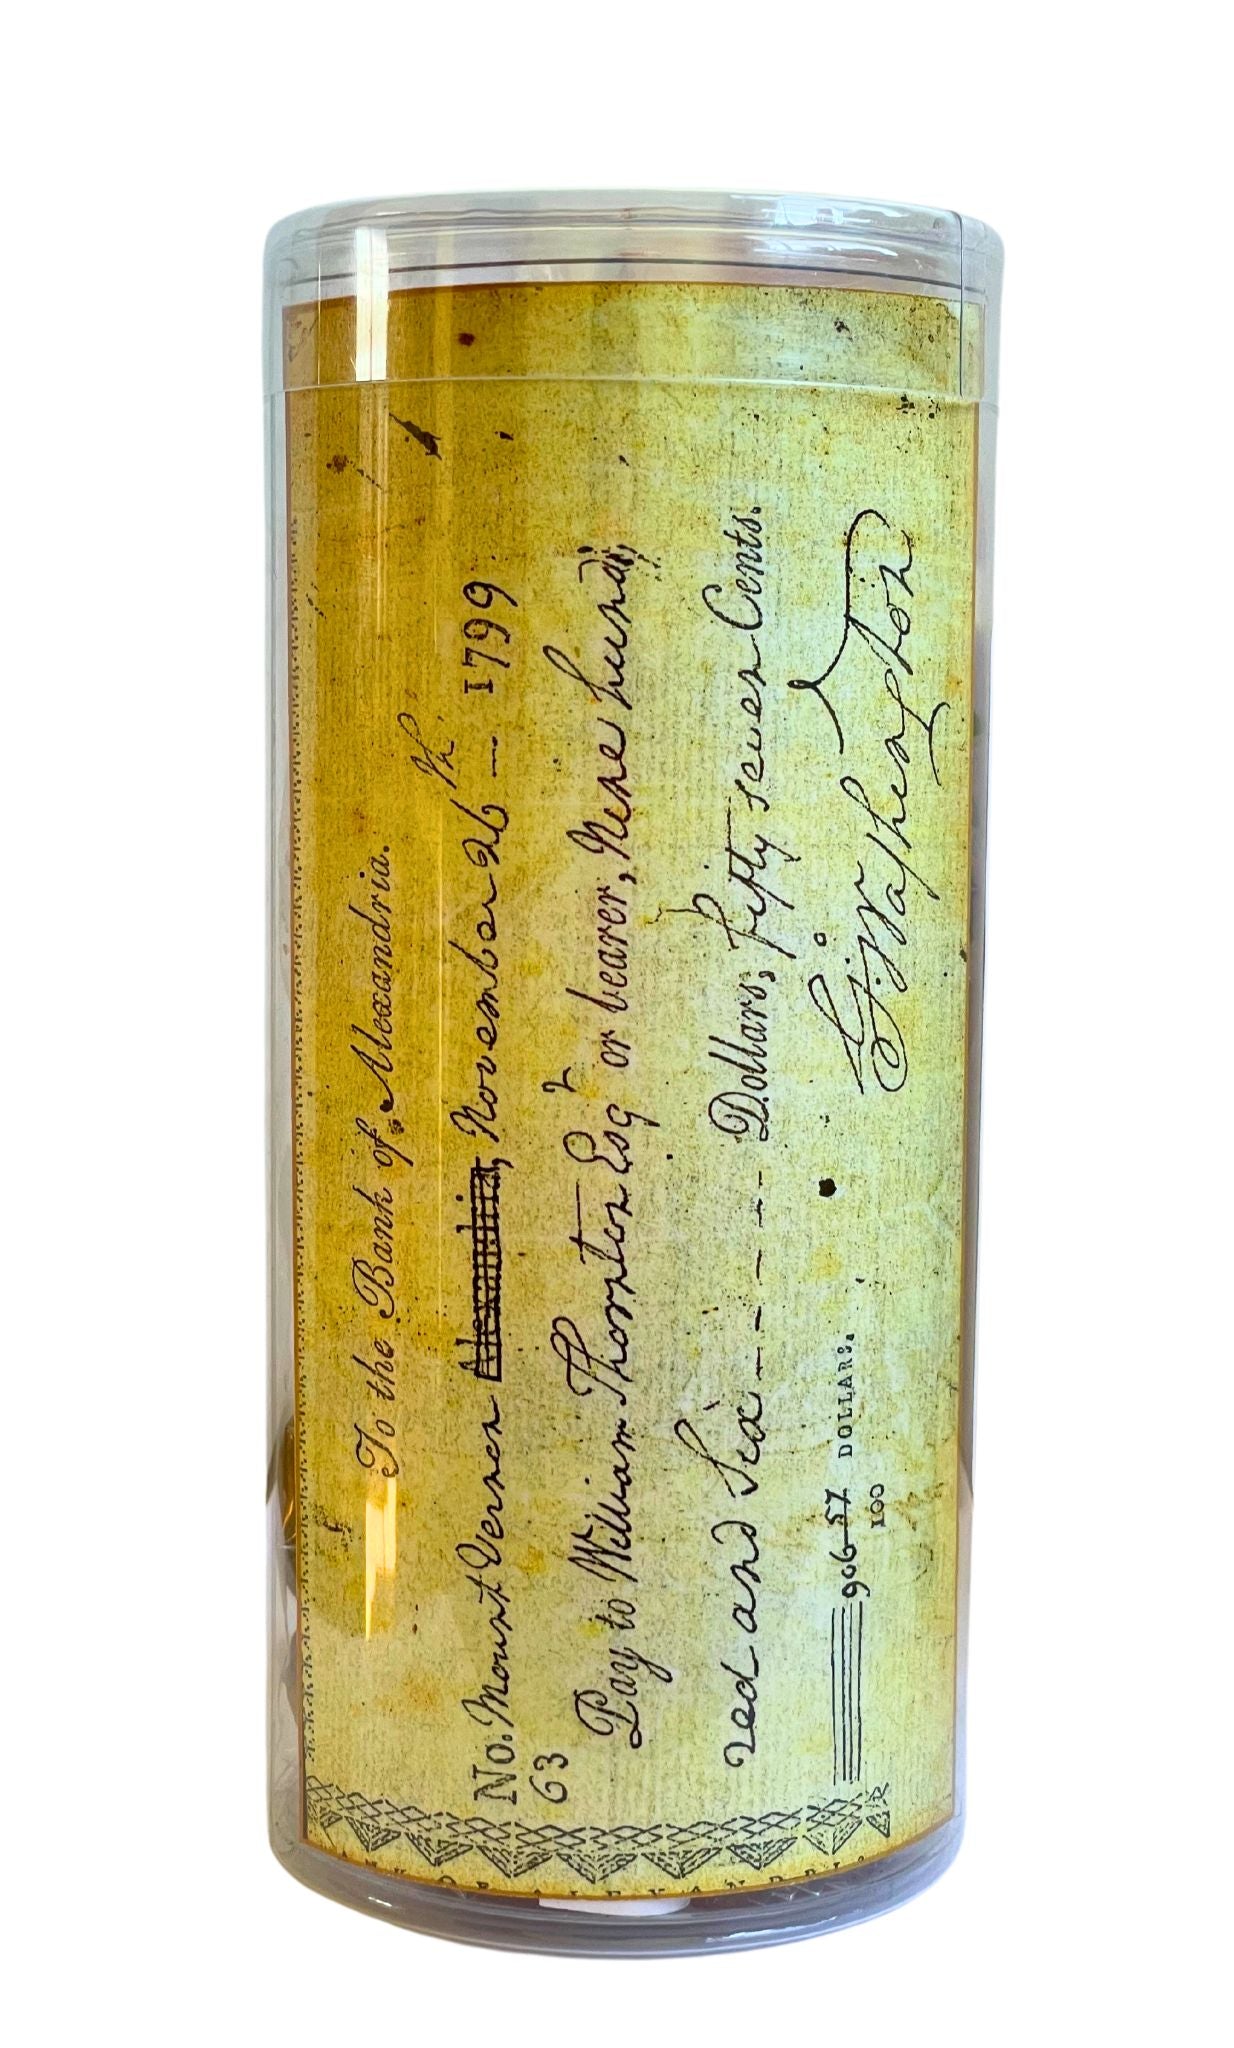 To the Bank of Alexandria.
No. Mount Vernon Alexandria, November 26th — 1799
63
Pay to William Thornton Esqr or bearer, Nine hund
red and Six - - - - - Dollars, fifty seven Cents.
906 57 DOLLARS.
100
G:Washington